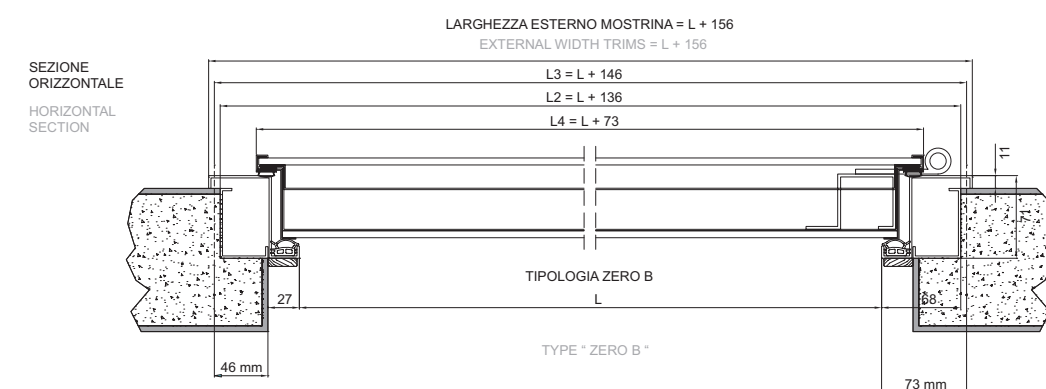 LARGHEZZA ESTERNO MOSTRINA = L + 156
EXTERNAL WIDTH TRIMS = L + 156
SEZIONE
ORIZZONTALE
HORIZONTAL
SECTION
L3 = L + 146
L2 = L + 136
L4 = L + 73
11
71
TIPOLOGIA ZERO B
27
L
68
TYPE “ ZERO B “
46 mm
73 mm